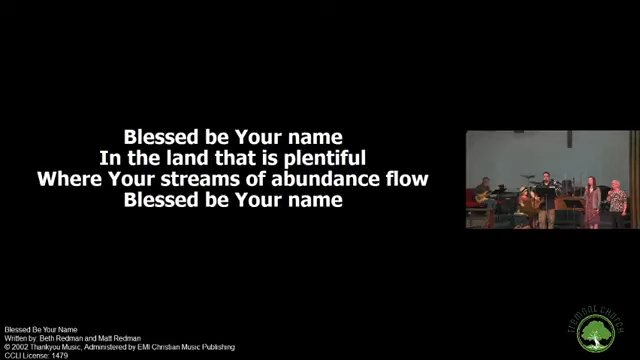 Blessed be Your name
In the land that is plentiful
Where Your streams of abundance flow
Blessed be Your name
Blessed Be Your Name
Written by: Beth Redman and Matt Redman
© 2002 Thankyou Music, Administered by EMI Christian Music Publishing
CCLI License: 1479
TREMONT CHURCH